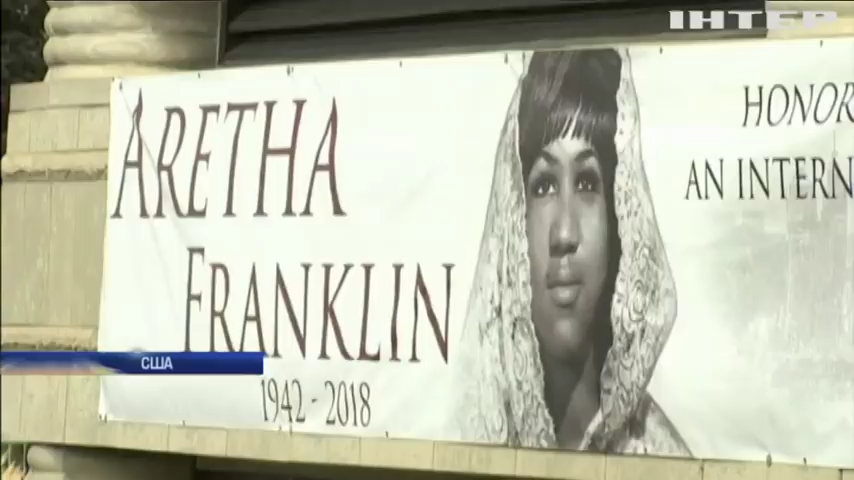 ІНТЕР
ARETHA
FRANKLIN
1942 - 2018
HONOR
AN INTERN
США